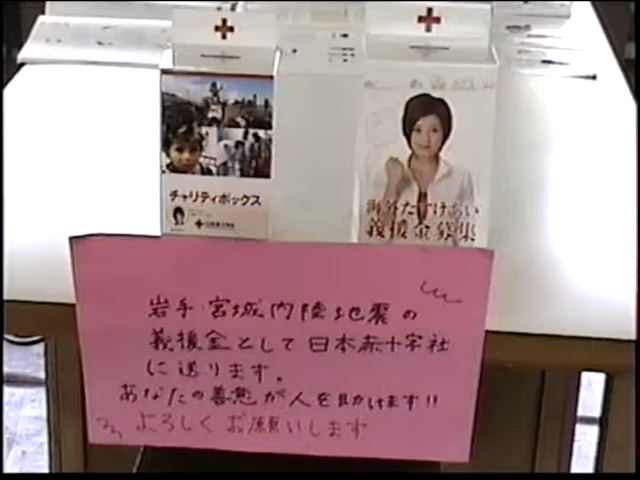 チャリティボックス
海外たすけあい
義援金募集
岩手・宮城内陸地震の
義援金として日本赤十字社
に送ります。
あなたの善意が人を助けます!!
よろしくお願いします